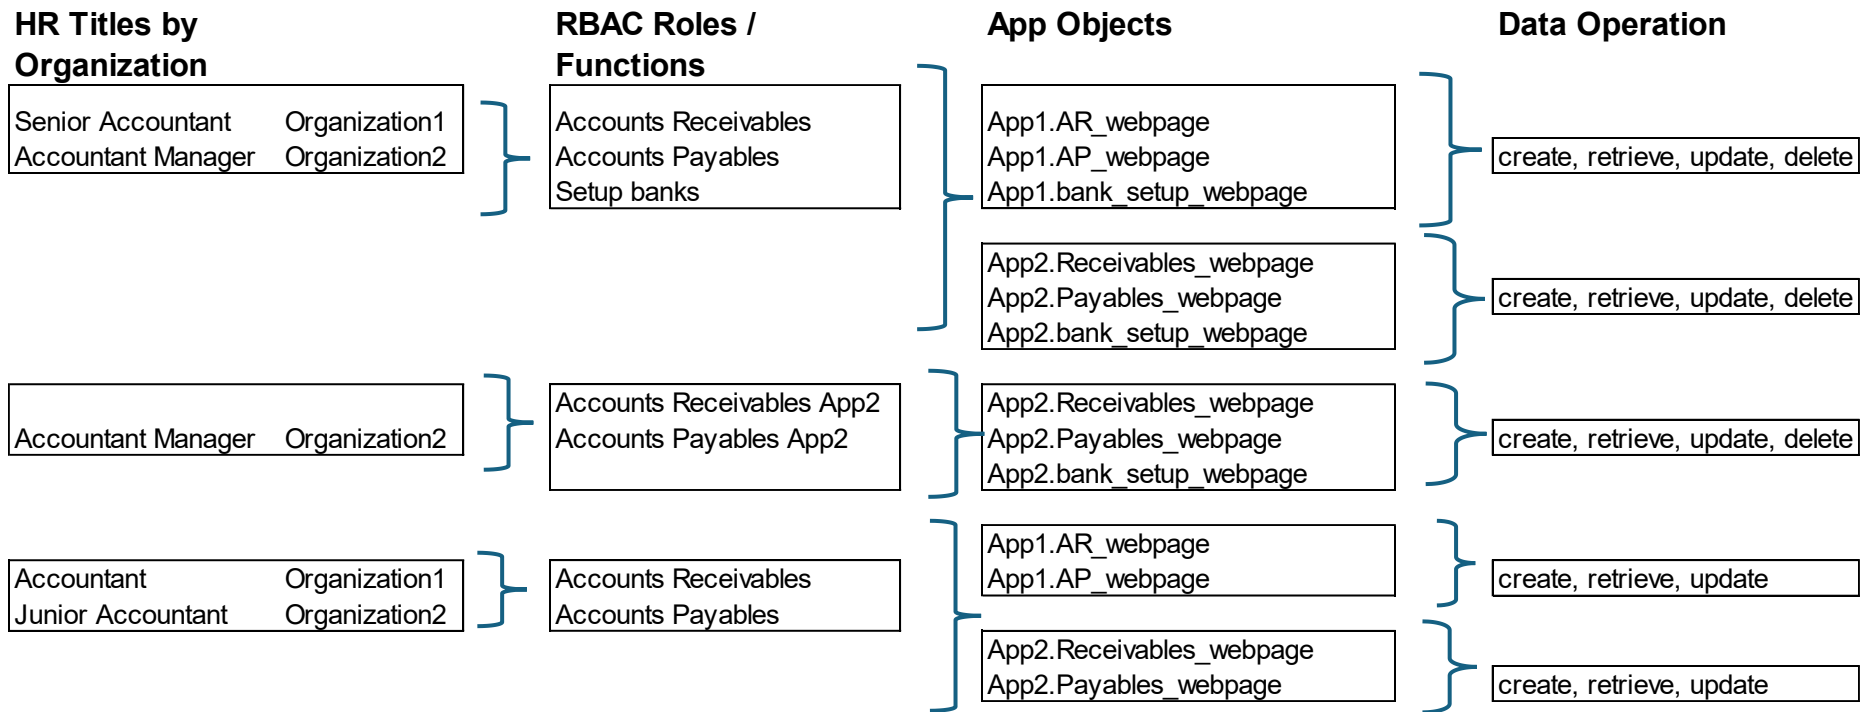 HR Titles by Organization
RBAC Roles / Functions
App Objects
Data Operation
Senior Accountant Organization1
Accountant Manager Organization2
Accounts Receivables
Accounts Payables
Setup banks
App1.AR_webpage
App1.AP_webpage
App1.bank_setup_webpage
create, retrieve, update, delete
App2.Receivables_webpage
App2.Payables_webpage
App2.bank_setup_webpage
create, retrieve, update, delete
Accountant Manager Organization2
Accounts Receivables App2
Accounts Payables App2
App2.Receivables_webpage
App2.Payables_webpage
App2.bank_setup_webpage
create, retrieve, update, delete
Accountant Organization1
Junior Accountant Organization2
Accounts Receivables
Accounts Payables
App1.AR_webpage
App1.AP_webpage
create, retrieve, update
App2.Receivables_webpage
App2.Payables_webpage
create, retrieve, update